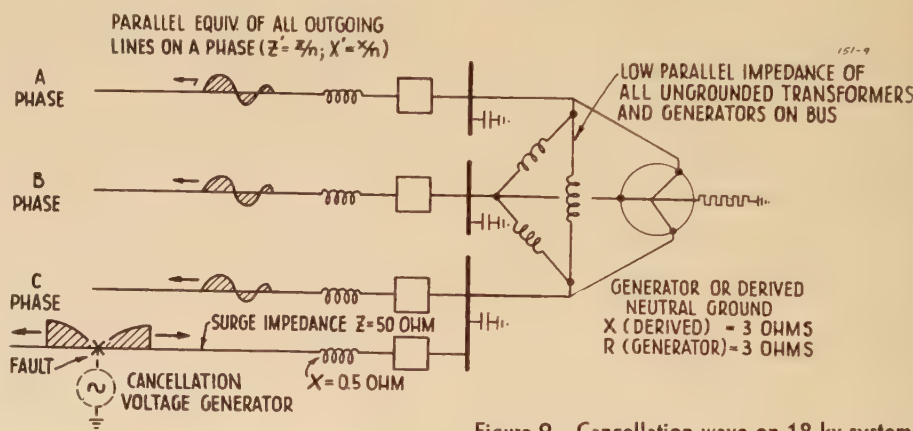 PARALLEL EQUIV. OF ALL OUTGOING
LINES ON A PHASE (Z'= Z/n; X'= X/n)
151-9
A
PHASE
LOW PARALLEL IMPEDANCE OF
ALL UNGROUNDED TRANSFORMERS
AND GENERATORS ON BUS
B
PHASE
C
PHASE
SURGE IMPEDANCE Z=50 OHM
GENERATOR OR DERIVED
NEUTRAL GROUND
X (DERIVED) = 3 OHMS
R (GENERATOR)= 3 OHMS
FAULT
CANCELLATION
VOLTAGE GENERATOR
X=0.5 OHM
Figure 9. Cancellation wave on 18-kv system